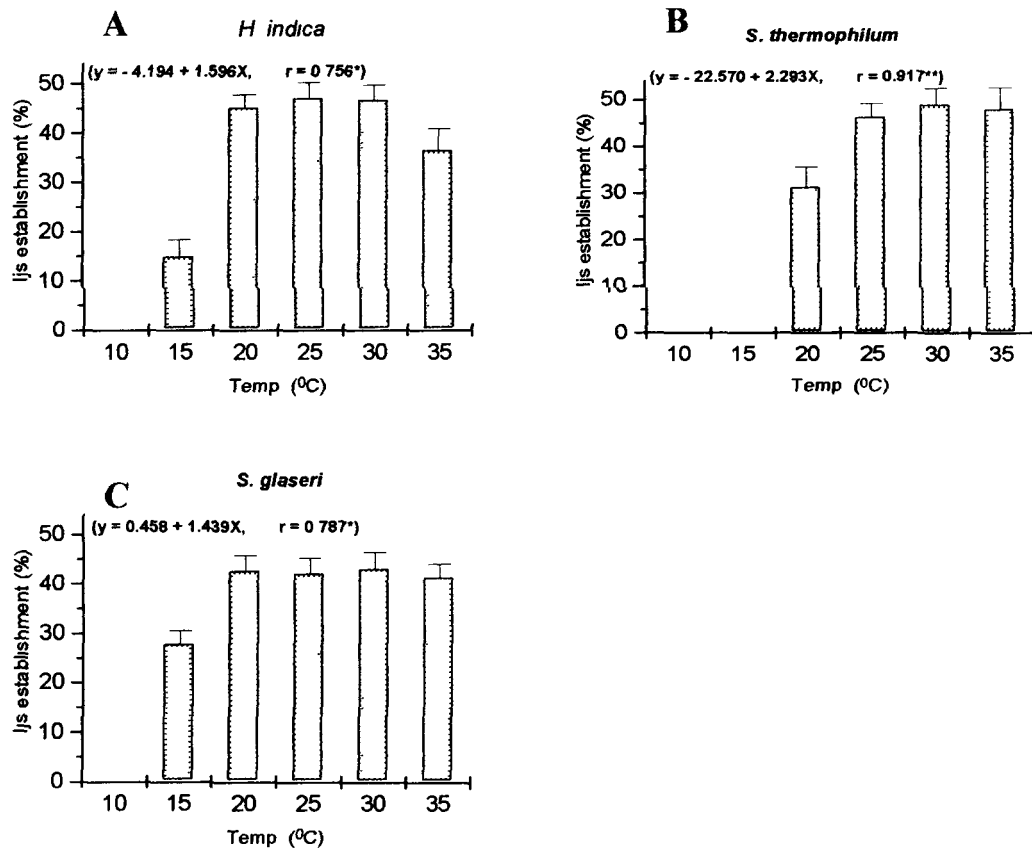 A
H indica
(y = - 4.194 + 1.596X, r = 0 756*)
50
40
30
20
10
0
Ijs establishment (%)
10 15 20 25 30 35
Temp (⁰C)
B
S. thermophilum
(y = - 22.570 + 2.293X, r = 0.917**)
50
40
30
20
10
0
Ijs establishment (%)
10 15 20 25 30 35
Temp (⁰C)
C
S. glaseri
(y = 0.458 + 1.439X, r = 0 787*)
50
40
30
20
10
0
Ijs establishment (%)
10 15 20 25 30 35
Temp (⁰C)